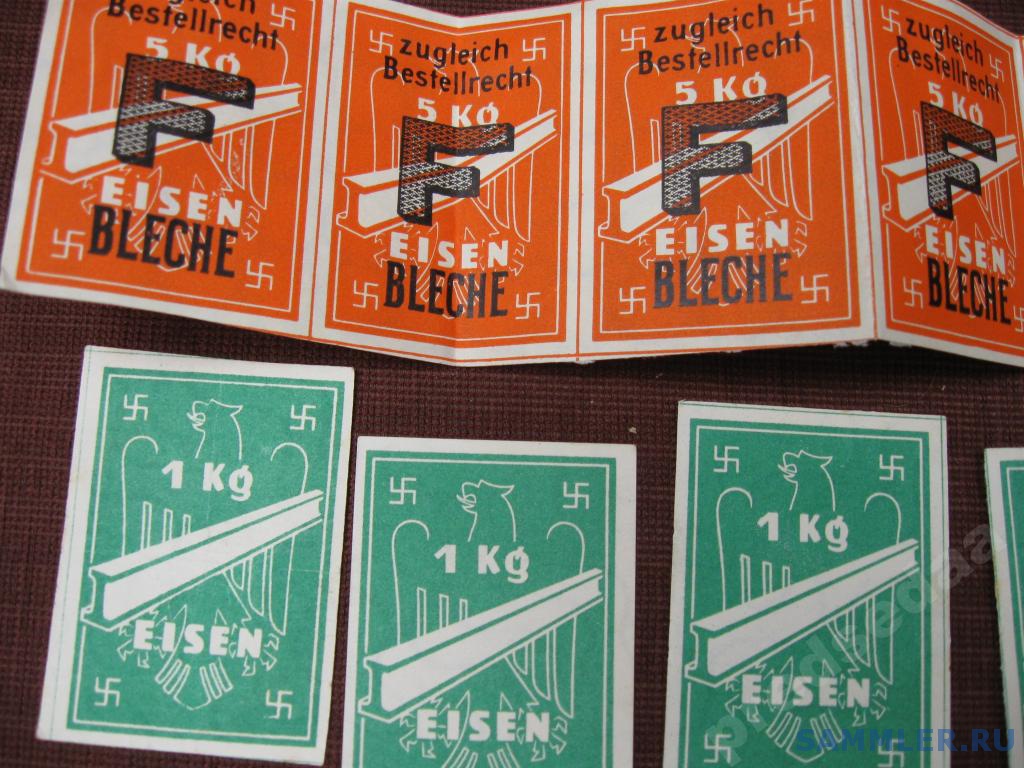 zugleich
Bestellrecht
5 Kg
F
EISEN
BLECHE
zugleich
Bestellrecht
5 Kg
F
EISEN
BLECHE
zugleich
Bestellrecht
5 Kg
F
EISEN
BLECHE
zugleich
Bestellrecht
5 Kg
F
EISEN
BLECHE
1 Kg
EISEN
1 Kg
EISEN
1 Kg
EISEN
predsedaa
SAMMLER.RU